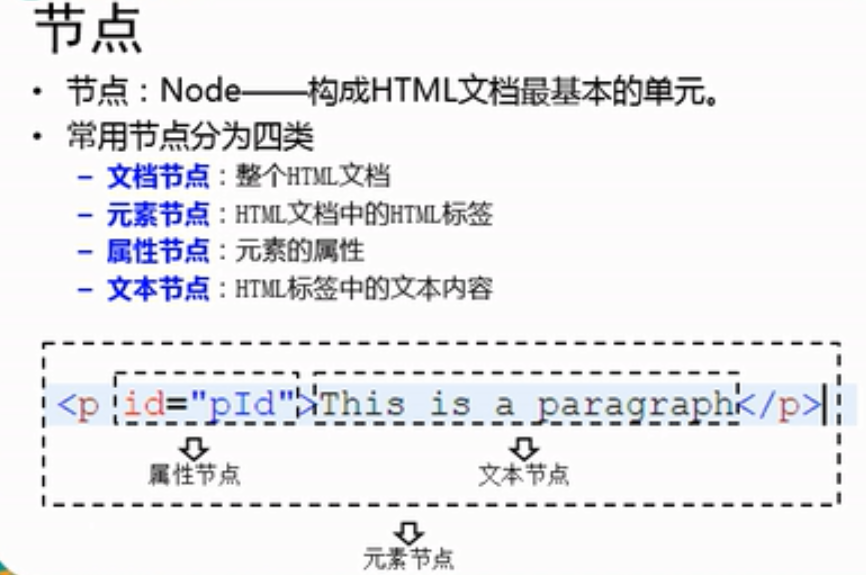 节点
• 节点：Node——构成HTML文档最基本的单元。
• 常用节点分为四类
– 文档节点：整个HTML文档
– 元素节点：HTML文档中的HTML标签
– 属性节点：元素的属性
– 文本节点：HTML标签中的文本内容
<p id="pId">This is a paragraph</p>
属性节点 文本节点
元素节点